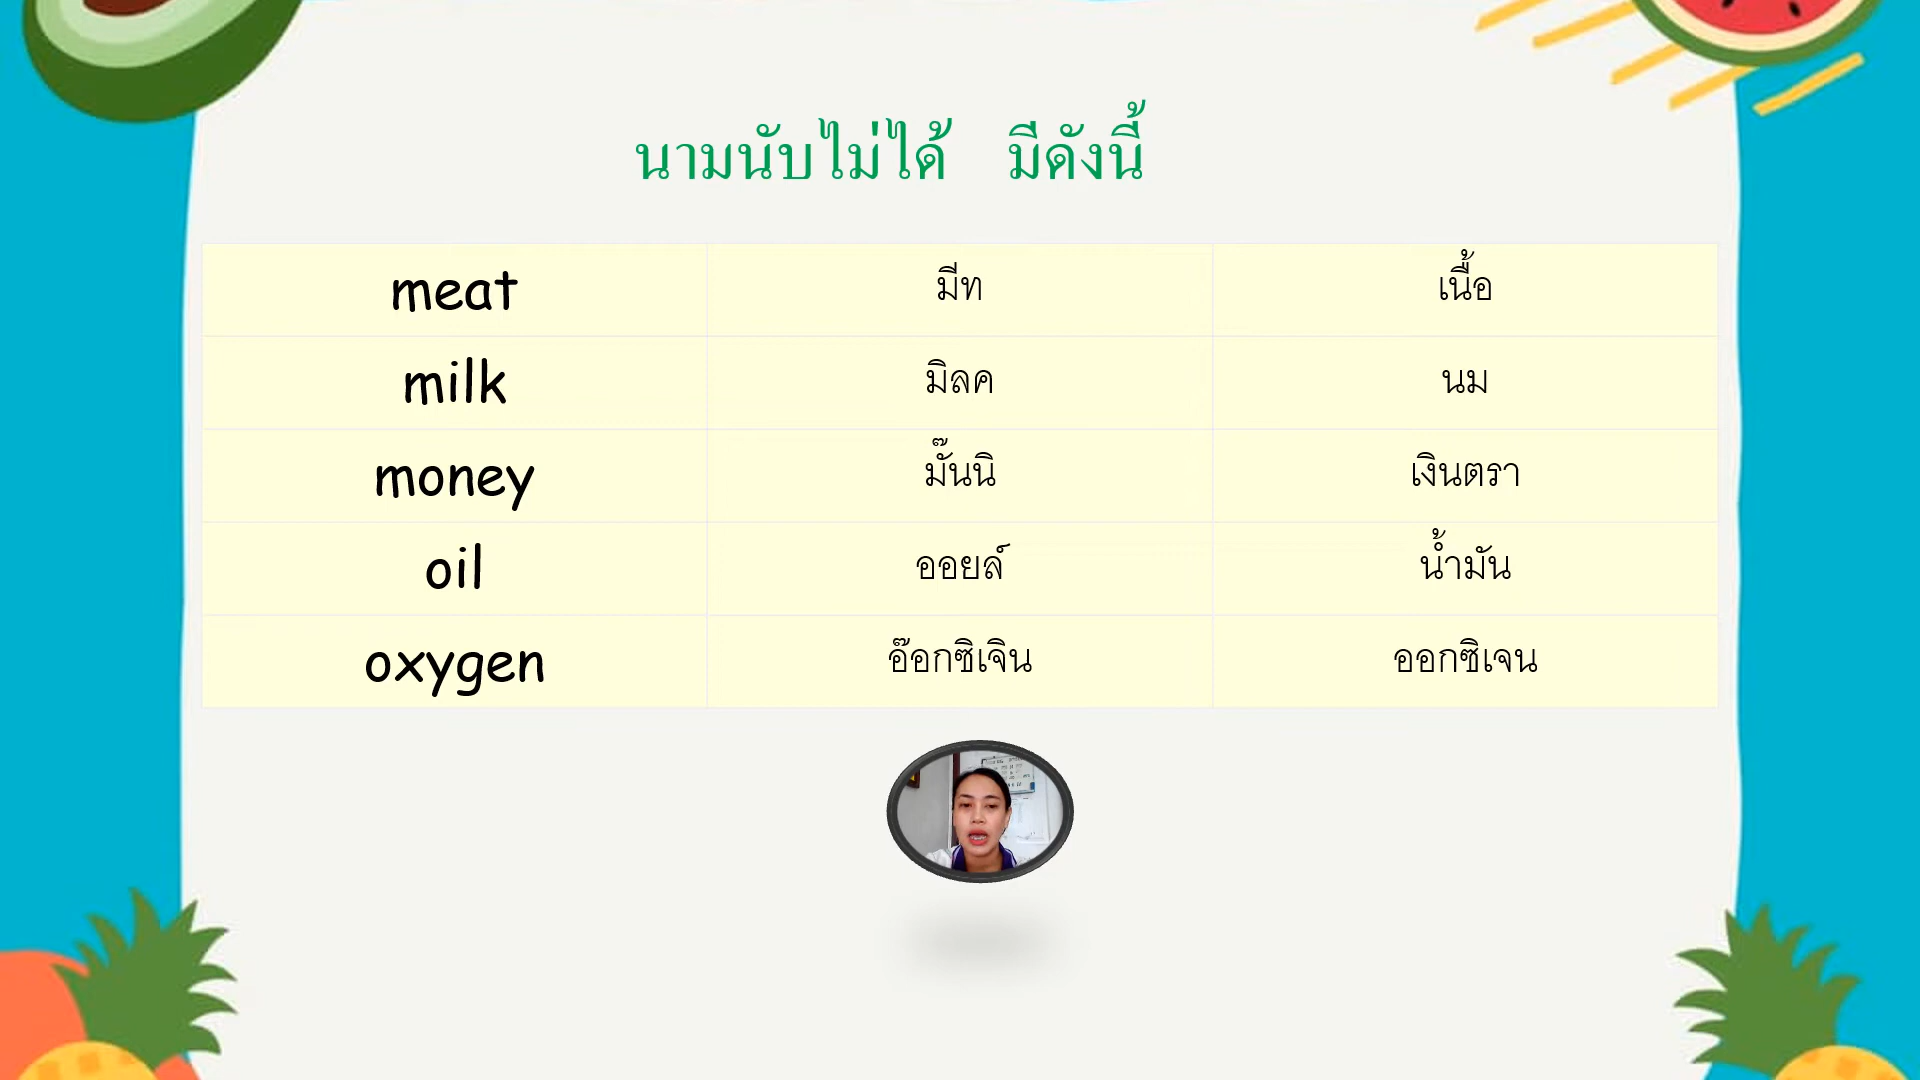 นามนับไม่ได้ มีดังนี้
meat มีท เนื้อ
milk มิลค นม
money มั๊นนิ เงินตรา
oil ออยล์ น้ำมัน
oxygen อ๊อกซิเจิน ออกซิเจน